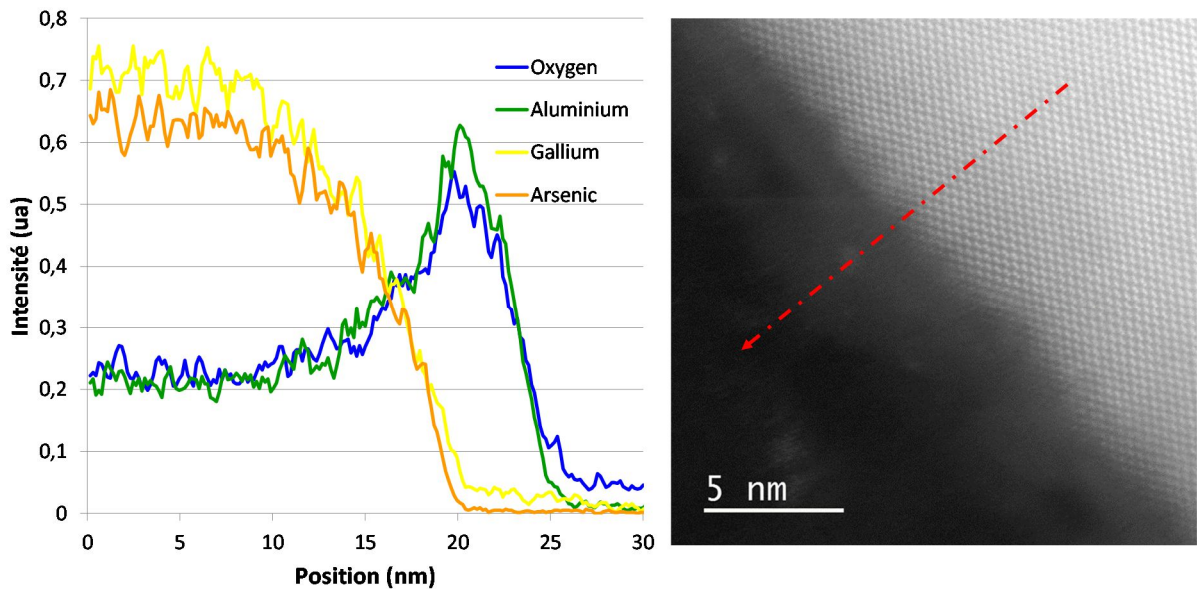 0,8
0,7
0,6
0,5
0,4
0,3
0,2
0,1
0
Intensité (ua)
Oxygen
Aluminium
Gallium
Arsenic
0 5 10 15 20 25 30
Position (nm)
5 nm